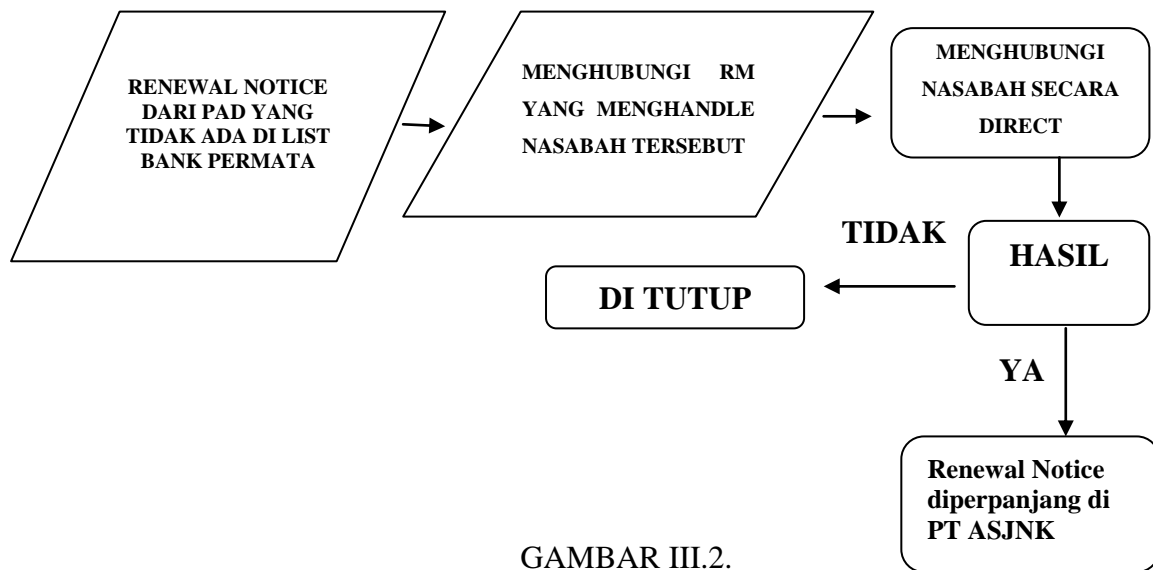 RENEWAL NOTICE
DARI PAD YANG
TIDAK ADA DI LIST
BANK PERMATA
MENGHUBUNGI RM
YANG MENGHANDLE
NASABAH TERSEBUT
MENGHUBUNGI
NASABAH SECARA
DIRECT
HASIL
TIDAK
DI TUTUP
YA
Renewal Notice
diperpanjang di
PT ASJNK
GAMBAR III.2.